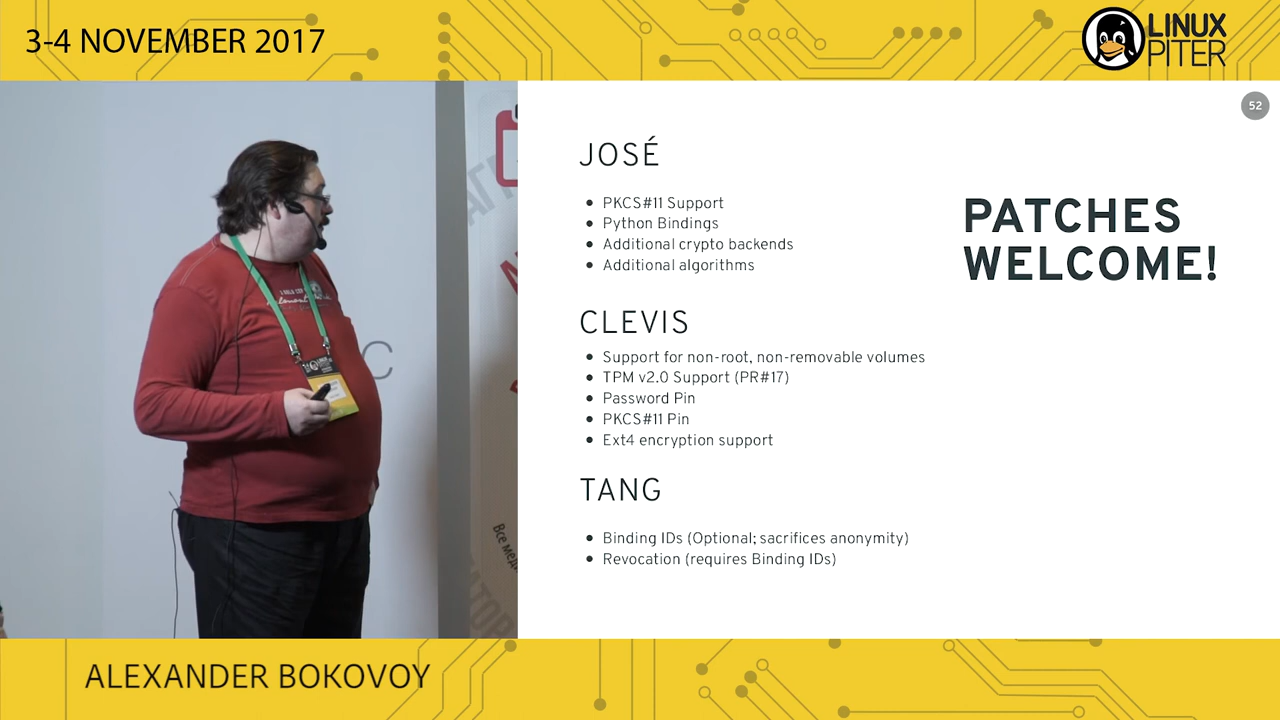 3-4 NOVEMBER 2017
LINUX
PITER
52
JOSÉ
PKCS#11 Support
Python Bindings
Additional crypto backends
Additional algorithms
PATCHES
WELCOME!
CLEVIS
Support for non-root, non-removable volumes
TPM v2.0 Support (PR#17)
Password Pin
PKCS#11 Pin
Ext4 encryption support
TANG
Binding IDs (Optional; sacrifices anonymity)
Revocation (requires Binding IDs)
C
Все
ALEXANDER BOKOVOY